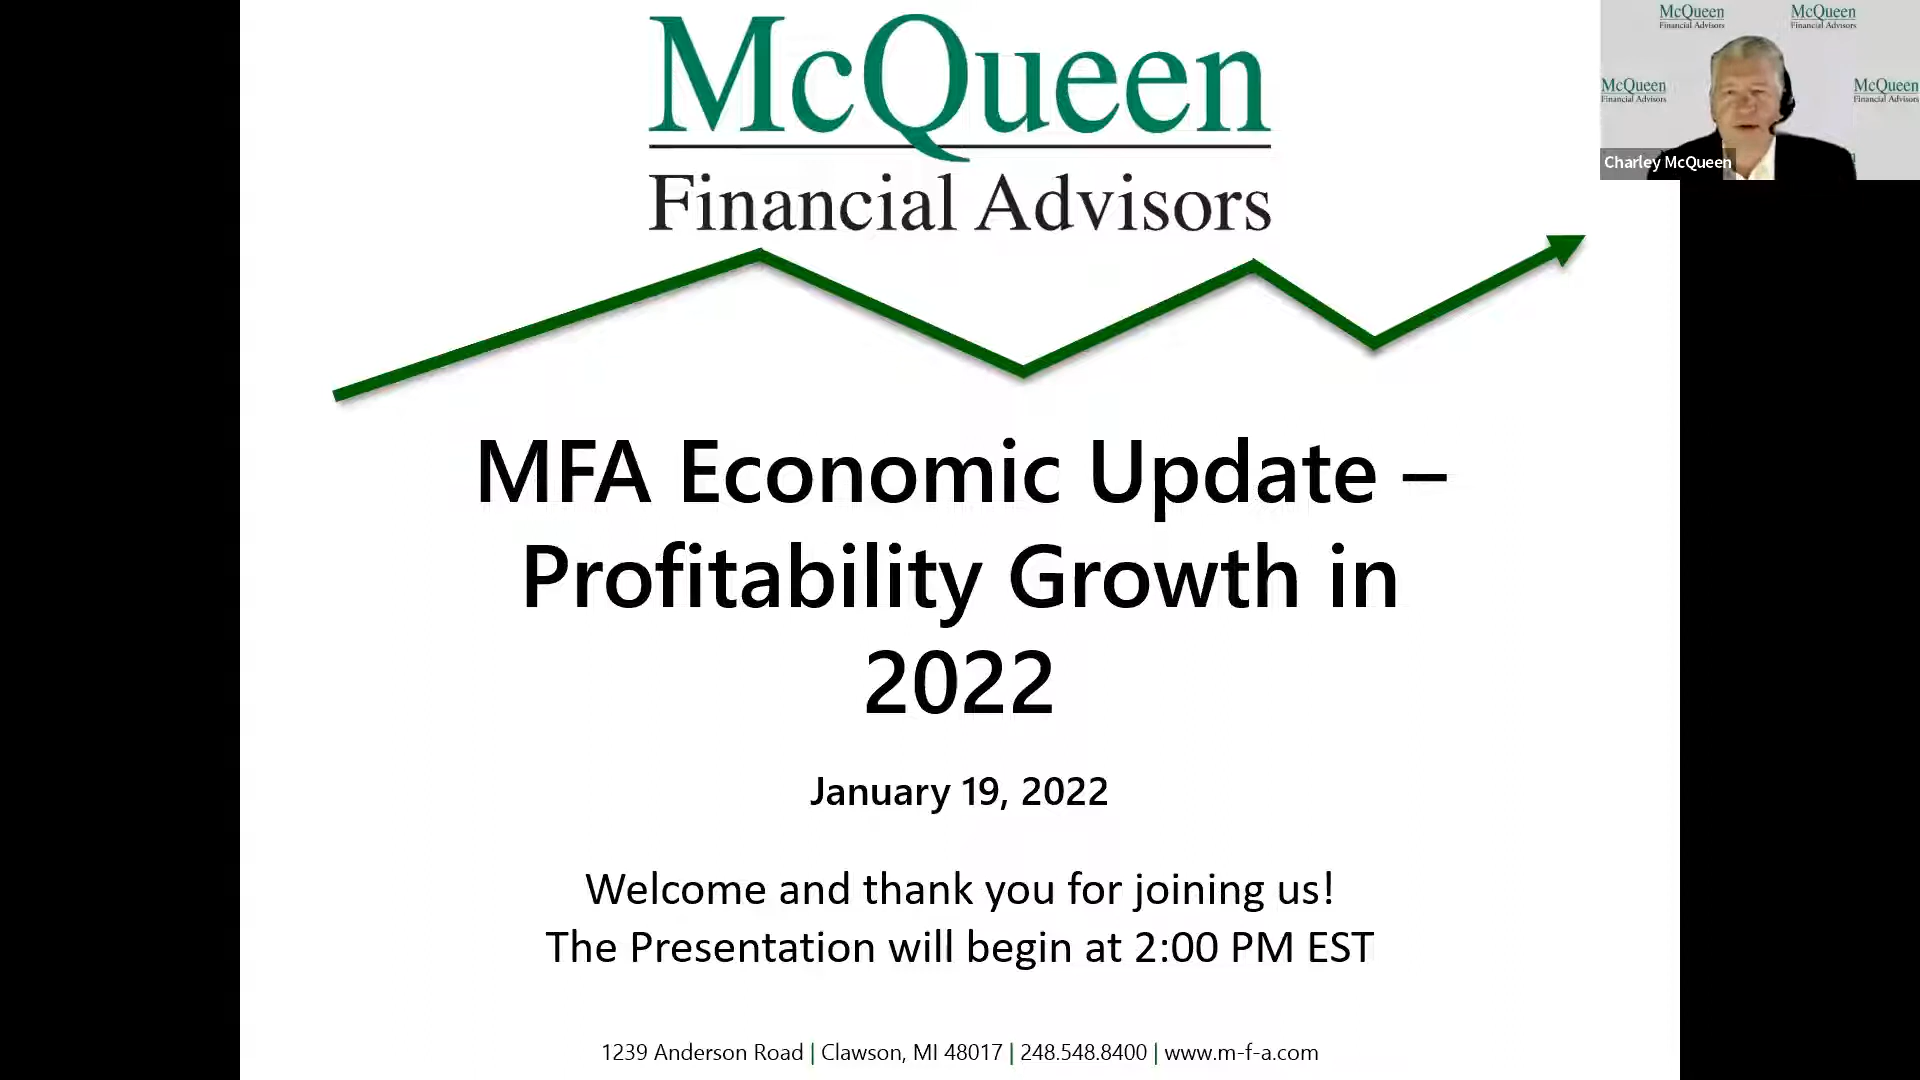 McQueen
Financial Advisors
MFA Economic Update –
Profitability Growth in
2022
January 19, 2022
Welcome and thank you for joining us!
The Presentation will begin at 2:00 PM EST
1239 Anderson Road | Clawson, MI 48017 | 248.548.8400 | www.m-f-a.com
McQueen
Financial Advisors
McQueen
Financial Advisors
McQueen
Financial Advisors
McQueen
Financial Advisors
Charley McQueen